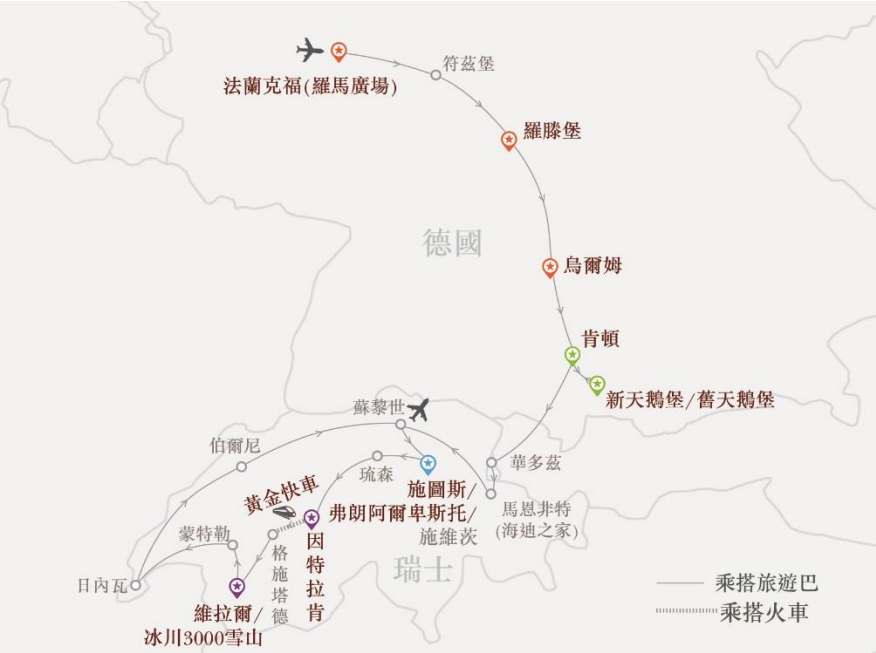 符茲堡
法蘭克福(羅馬廣場)
羅滕堡
德國
烏爾姆
肯頓
新天鵝堡/舊天鵝堡
蘇黎世
伯爾尼
華多茲
琉森
施圖斯/
弗朗阿爾卑斯托/
施維茨
黃金快車
馬恩非特
(海迪之家)
蒙特勒
因特拉肯
格施塔德
瑞士
日內瓦
維拉爾/
冰川3000雪山
乘搭旅遊巴
乘搭火車